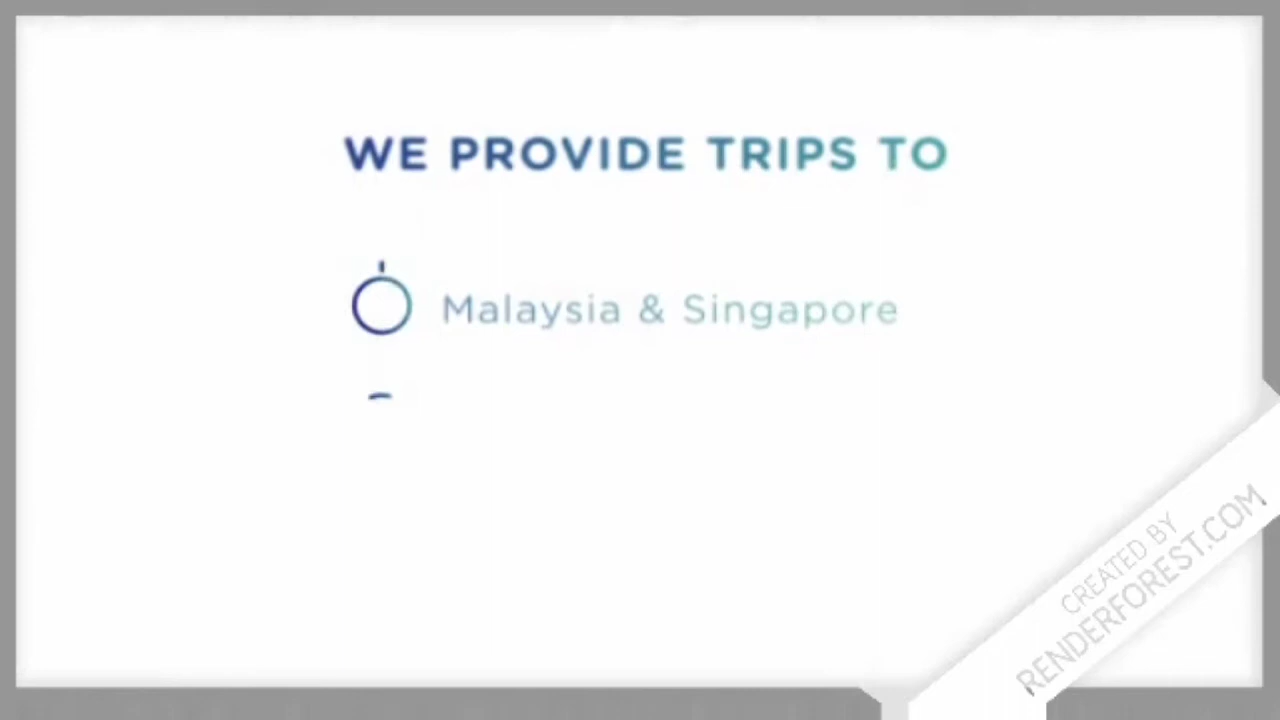 WE PROVIDE TRIPS TO
Malaysia & Singapore
CREATED BY
RENDERFOREST.COM